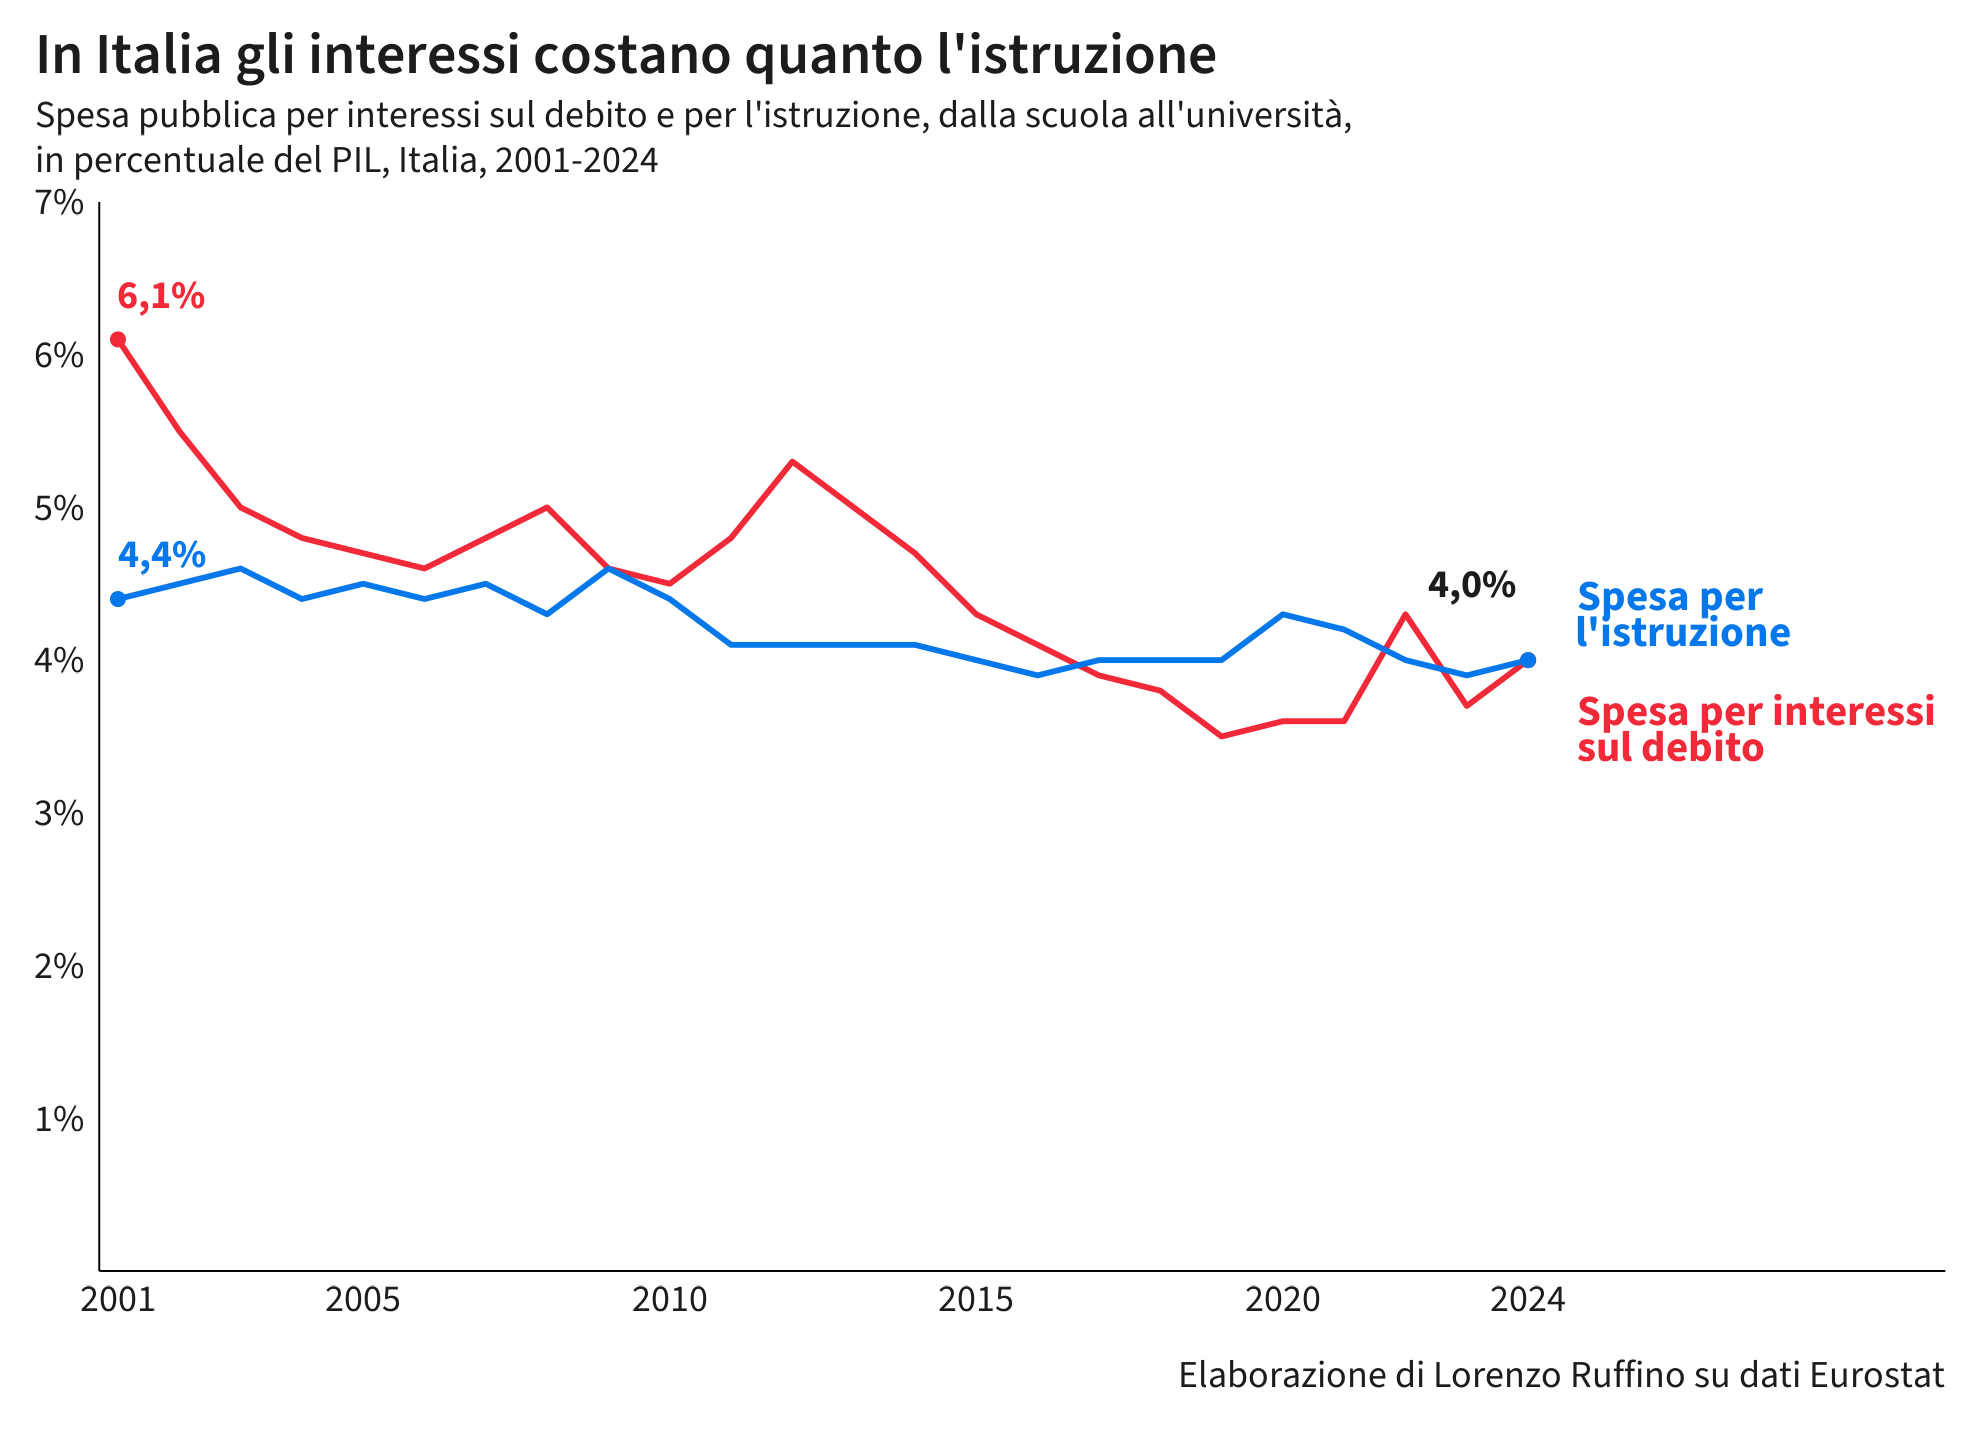 In Italia gli interessi costano quanto l'istruzione
Spesa pubblica per interessi sul debito e per l'istruzione, dalla scuola all'università,
in percentuale del PIL, Italia, 2001-2024
7%
6,1%
6%
5%
4,4%
4,0%
Spesa per
l'istruzione
4%
Spesa per interessi
sul debito
3%
2%
1%
2001
2005
2010
2015
2020
2024
Elaborazione di Lorenzo Ruffino su dati Eurostat